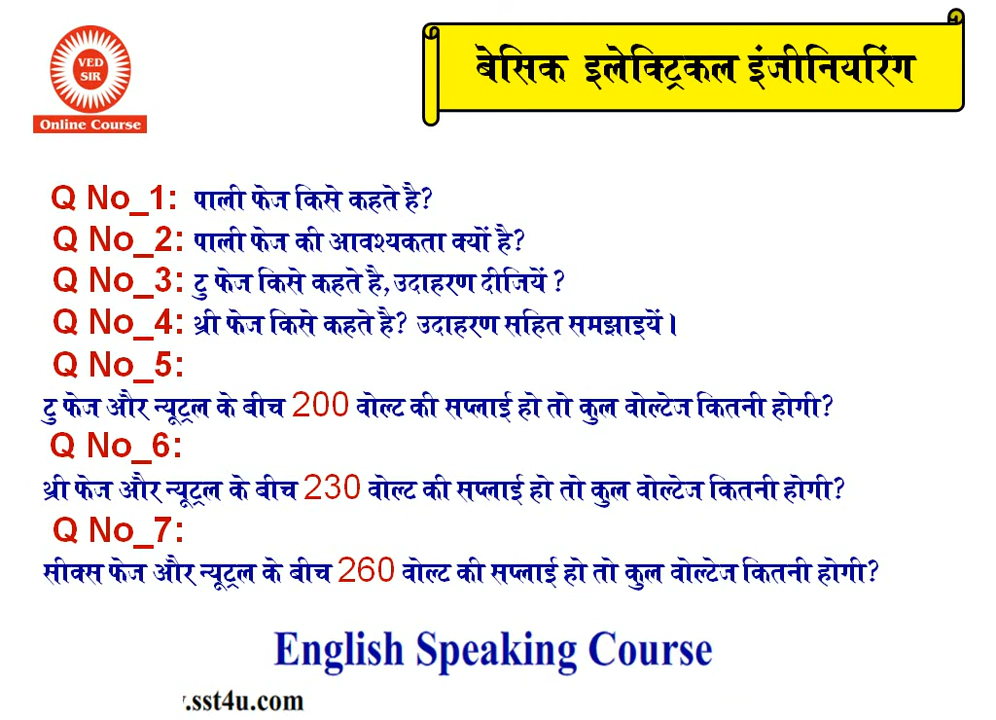 VED
SIR
Online Course
बेसिक इलेक्ट्रिकल इंजीनियरिंग
Q No_1: पाली फेज किसे कहते है?
Q No_2: पाली फेज की आवश्यकता क्यों है?
Q No_3: टु फेज किसे कहते है,उदाहरण दीजियें ?
Q No_4: थ्री फेज किसे कहते है? उदाहरण सहित समझाइयें ।
Q No_5:
टु फेज और न्यूट्रल के बीच 200 वोल्ट की सप्लाई हो तो कुल वोल्टेज कितनी होगी?
Q No_6:
थ्री फेज और न्यूट्रल के बीच 230 वोल्ट की सप्लाई हो तो कुल वोल्टेज कितनी होगी?
Q No_7:
सीक्स फेज और न्यूट्रल के बीच 260 वोल्ट की सप्लाई हो तो कुल वोल्टेज कितनी होगी?
English Speaking Course
.sst4u.com